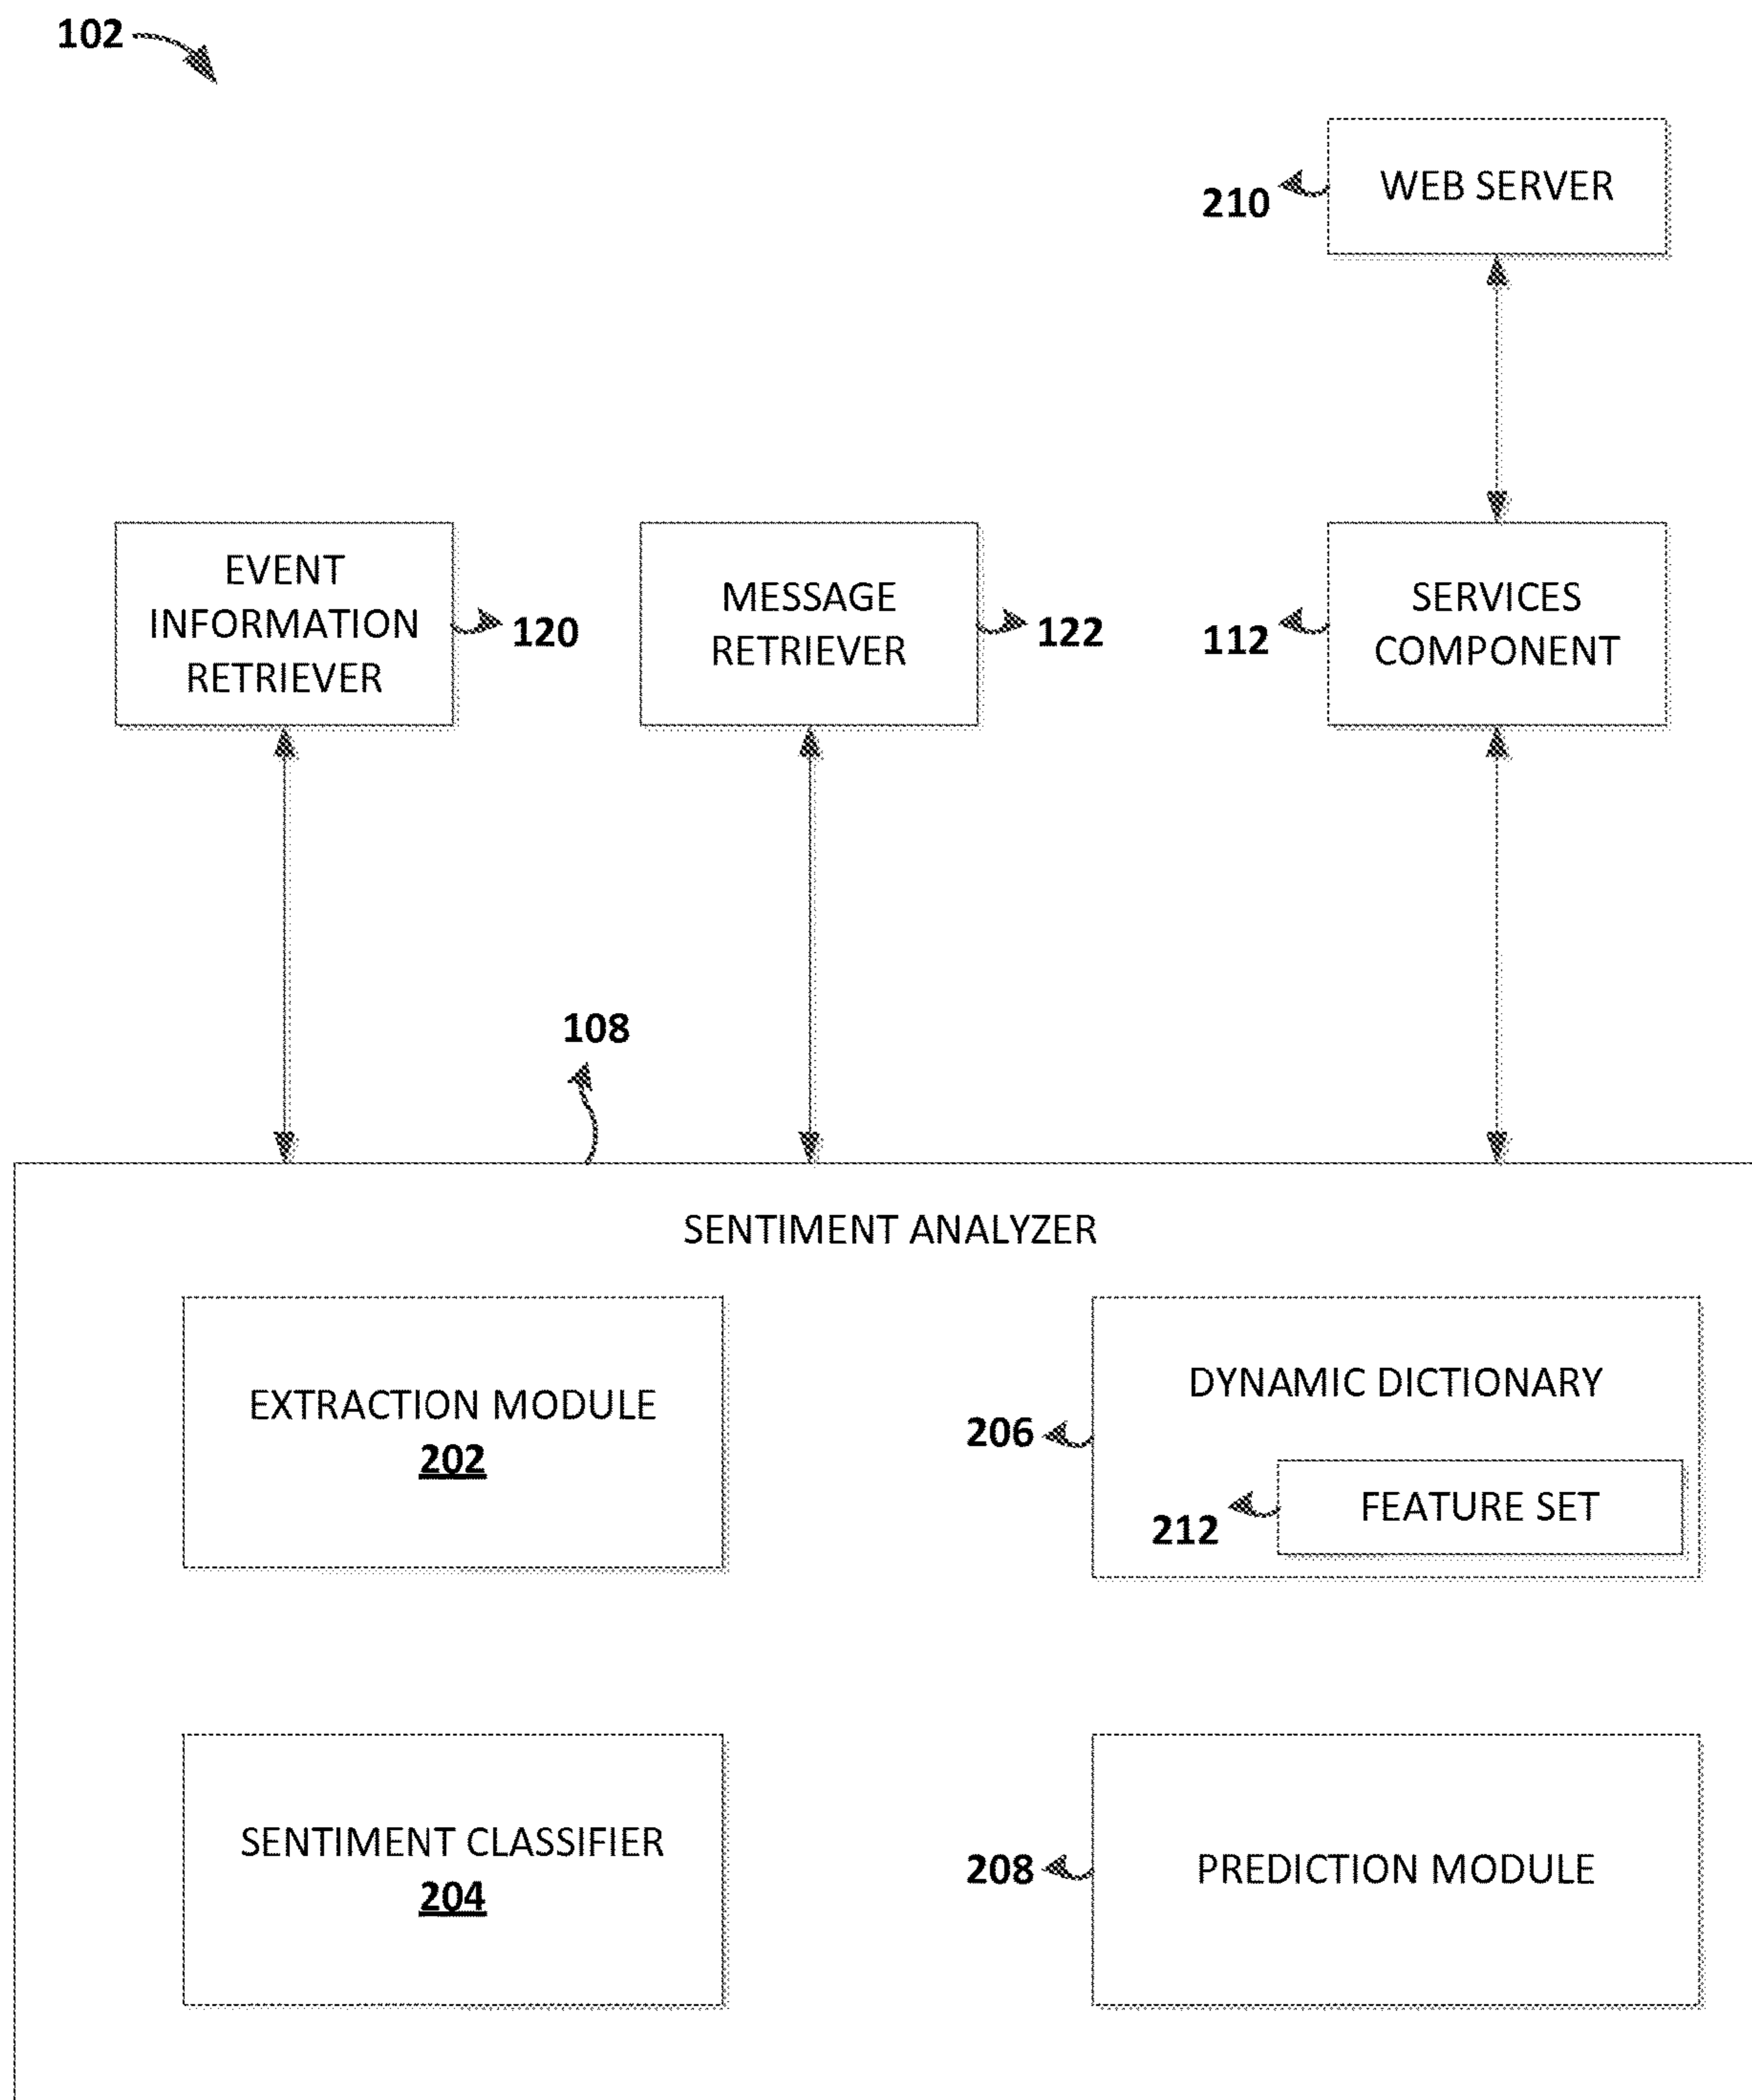 102
WEB SERVER
210
EVENT
INFORMATION
RETRIEVER
120
MESSAGE
RETRIEVER
122
SERVICES
COMPONENT
112
108
SENTIMENT ANALYZER
EXTRACTION MODULE
202
DYNAMIC DICTIONARY
206
FEATURE SET
212
SENTIMENT CLASSIFIER
204
PREDICTION MODULE
208